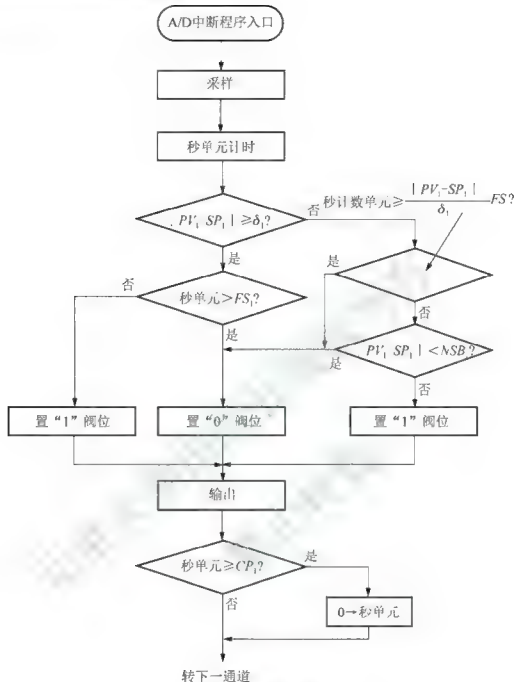 A/D中断程序入口
采样
秒单元计时
PV₁ SP₁ | ≥δ₁?
否
秒计数单元≥ | PV₁-SP₁ | / δ₁ FS?
是
是
否
秒单元>FS₁?
否
是
PV₁ SP₁ | <NSB?
是
否
置“1”阀位
置“0”阀位
置“1”阀位
输出
秒单元≥CP₁?
是
否
0→秒单元
转下一通道